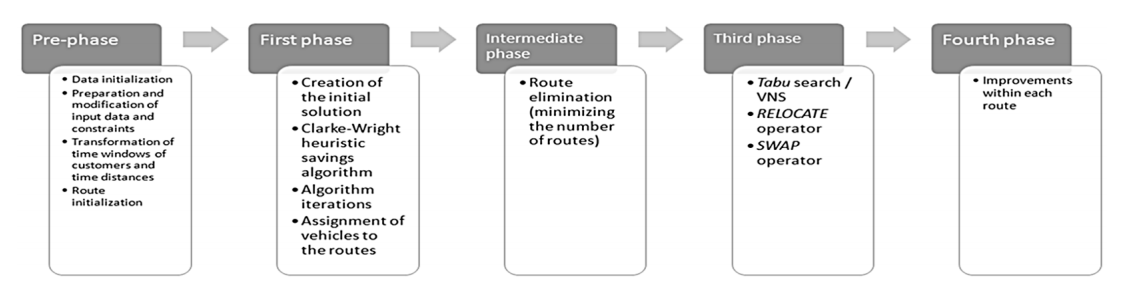 Pre-phase
• Data initialization
• Preparation and
modification of
input data and
constraints
• Transformation of
time windows of
customers and
time distances
• Route
initialization
First phase
• Creation of
the initial
solution
• Clarke-Wright
heuristic
savings
algorithm
• Algorithm
iterations
• Assignment of
vehicles to
the routes
Intermediate
phase
• Route
elimination
(minimizing
the number
of routes)
Third phase
• Tabu search /
VNS
• RELOCATE
operator
• SWAP
operator
Fourth phase
• Improvements
within each
route